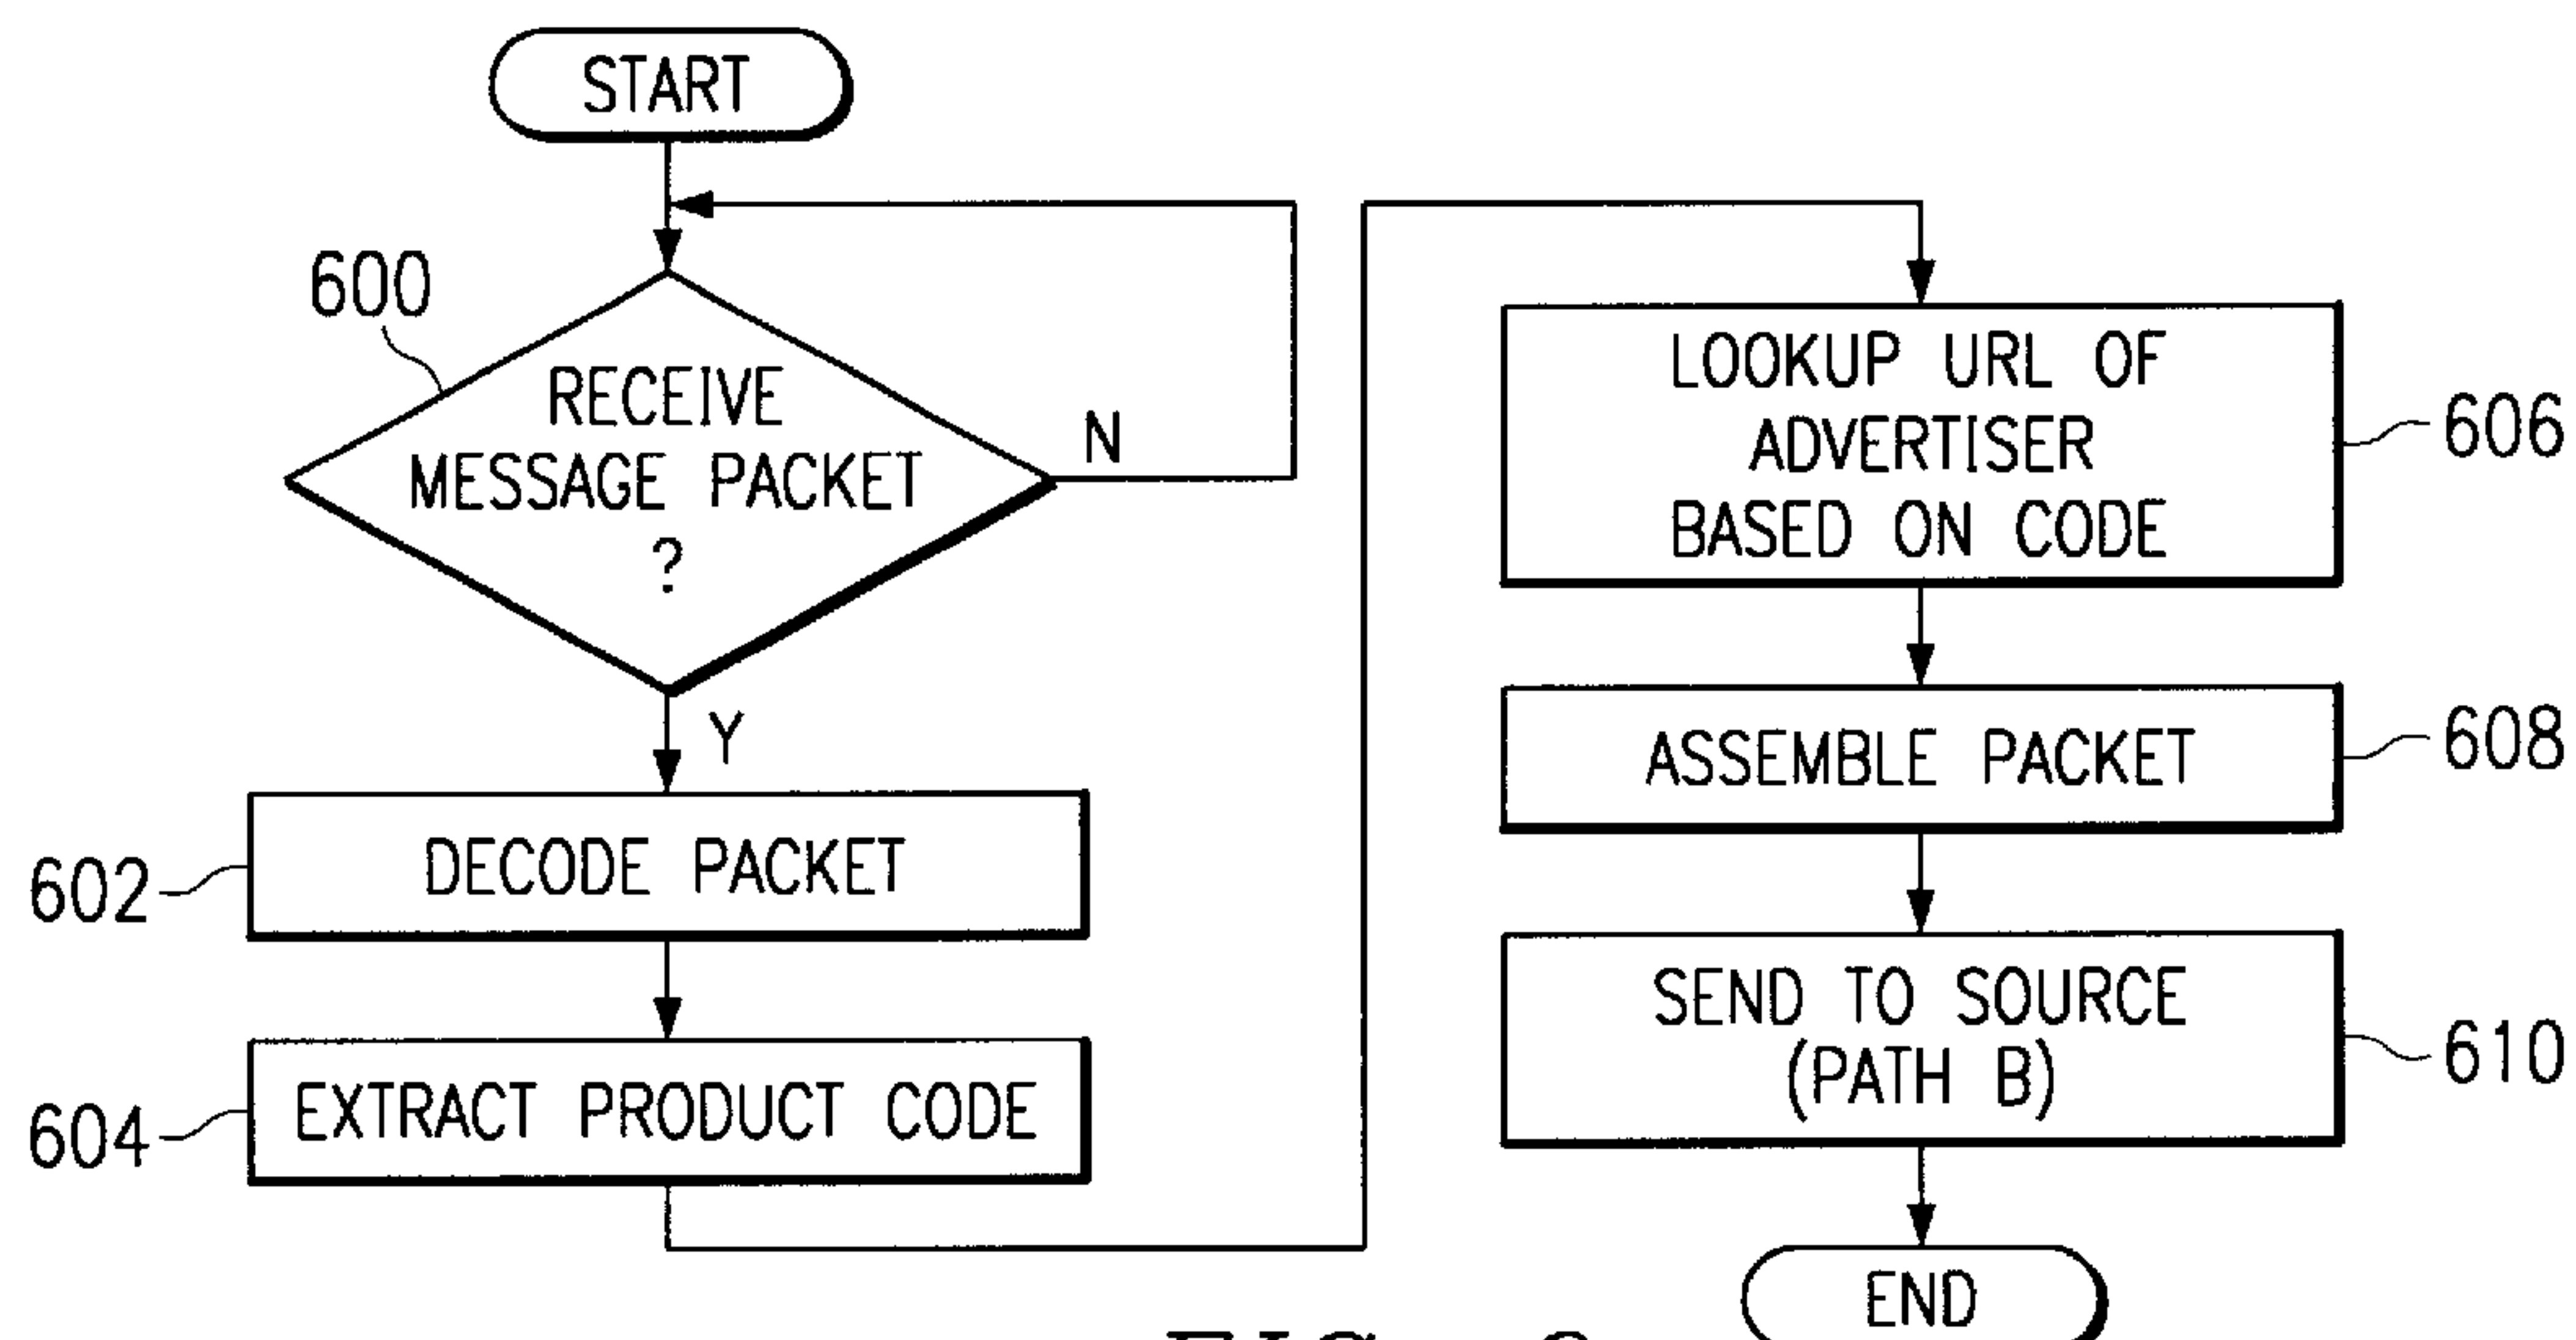 START
600
RECEIVE
MESSAGE PACKET
?
N
Y
602
DECODE PACKET
604
EXTRACT PRODUCT CODE
LOOKUP URL OF
ADVERTISER
BASED ON CODE
606
ASSEMBLE PACKET
608
SEND TO SOURCE
(PATH B)
610
END